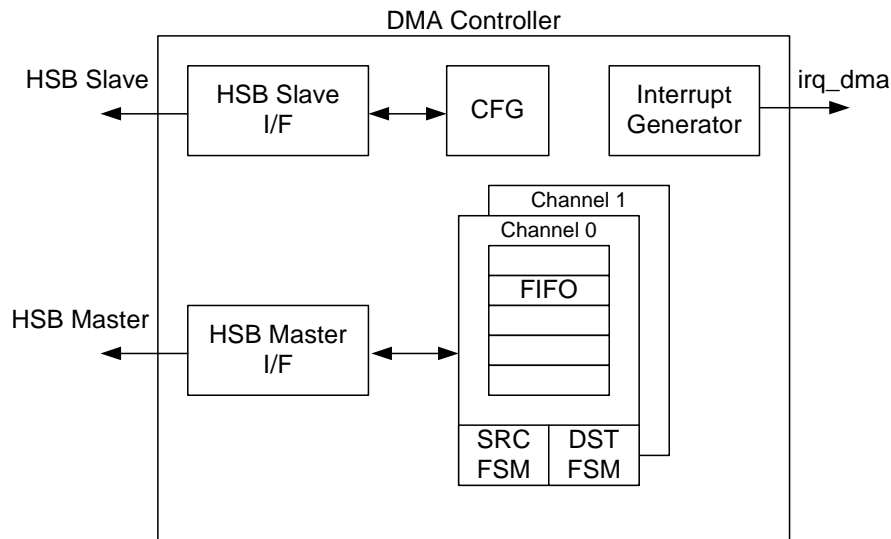 DMA Controller
HSB Slave
HSB Slave
I/F
CFG
Interrupt
Generator
irq_dma
Channel 1
Channel 0
FIFO
HSB Master
HSB Master
I/F
SRC
FSM
DST
FSM